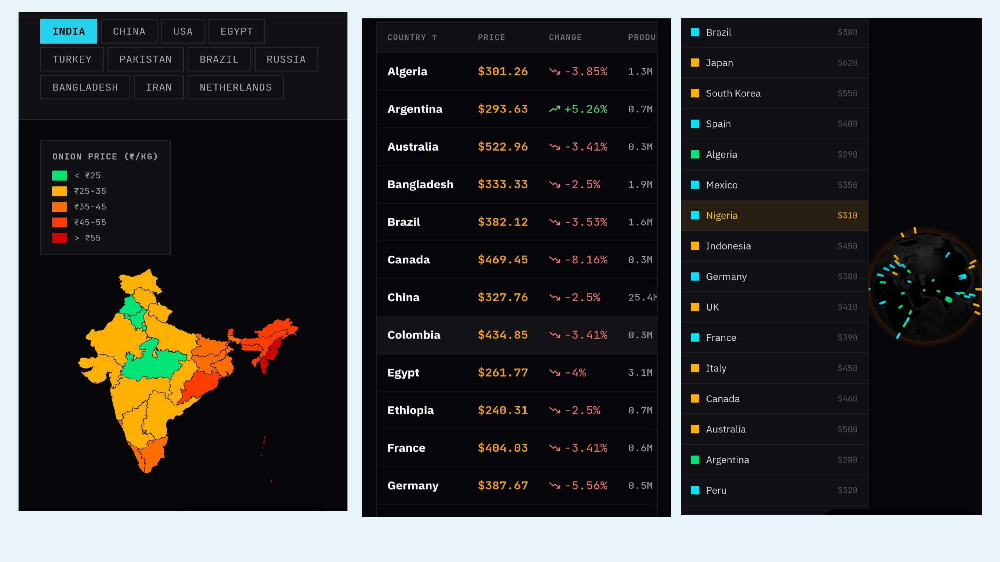 INDIA CHINA USA EGYPT
TURKEY PAKISTAN BRAZIL RUSSIA
BANGLADESH IRAN NETHERLANDS
ONION PRICE (₹/KG)
< ₹25
₹25-35
₹35-45
₹45-55
> ₹55
COUNTRY ↑ PRICE CHANGE PRODU
Algeria $301.26 -3.85% 1.3M
Argentina $293.63 +5.26% 0.7M
Australia $522.96 -3.41% 0.3M
Bangladesh $333.33 -2.5% 1.9M
Brazil $382.12 -3.53% 1.6M
Canada $469.45 -8.16% 0.3M
China $327.76 -2.5% 25.4M
Colombia $434.85 -3.41% 0.3M
Egypt $261.77 -4% 3.1M
Ethiopia $240.31 -2.5% 0.7M
France $404.03 -3.41% 0.6M
Germany $387.67 -5.56% 0.5M
Brazil $380
Japan $620
South Korea $550
Spain $400
Algeria $290
Mexico $350
Nigeria $310
Indonesia $450
Germany $380
UK $410
France $390
Italy $450
Canada $460
Australia $500
Argentina $280
Peru $320